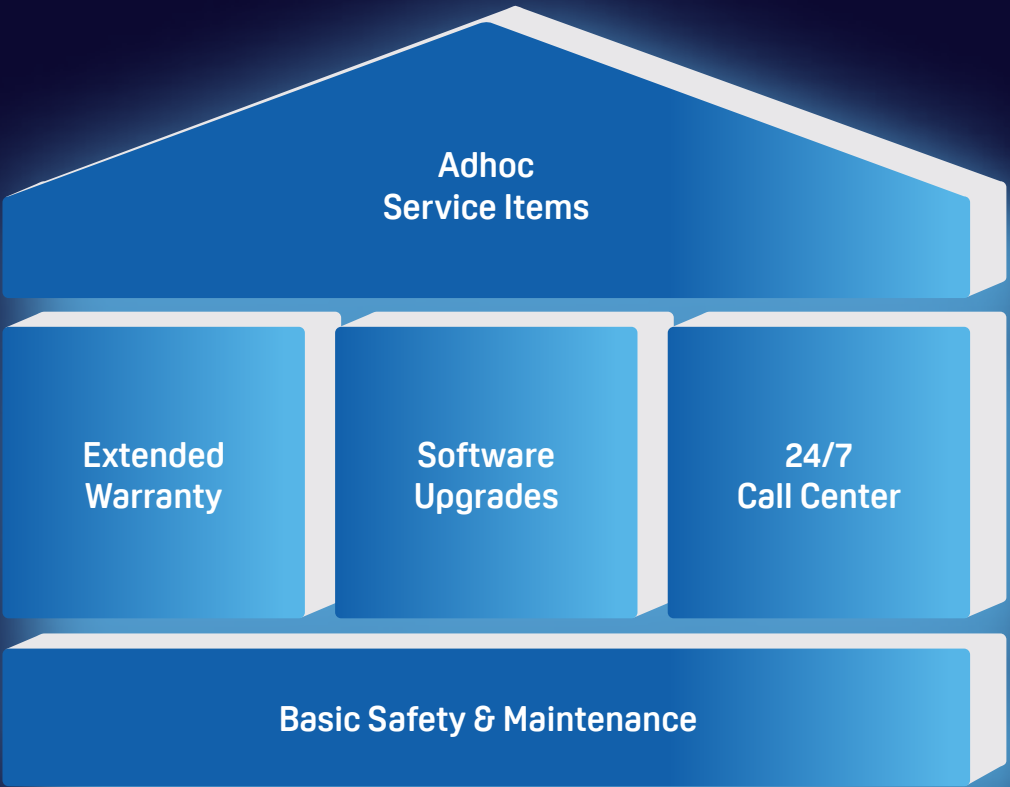 Adhoc
Service Items
Extended
Warranty
Software
Upgrades
24/7
Call Center
Basic Safety & Maintenance